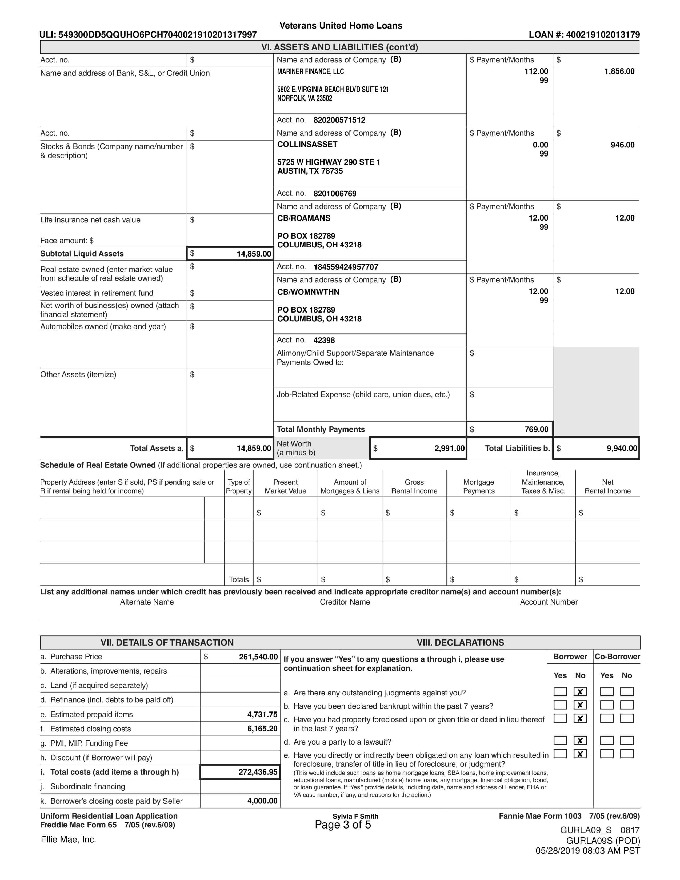 Veterans United Home Loans
ULI: 549300DD5QQUHO6PCH7040021910201317997 LOAN #: 400219102013179
VI. ASSETS AND LIABILITIES (cont'd)
Acct. no. $ Name and address of Company (B) $ Payment/Months $
Name and address of Bank, S&L, or Credit Union MARINER FINANCE, LLC 112.00 1,856.00
99
5802 E. VIRGINIA BEACH BLVD SUITE 121
NORFOLK, VA 23502
Acct. no. 820200571512
Acct. no. $ Name and address of Company (B) $ Payment/Months $
Stocks & Bonds (Company name/number $ COLLINSASSET 0.00 946.00
& description) 99
5725 W HIGHWAY 290 STE 1
AUSTIN, TX 78735
Acct. no. 8201006769
Name and address of Company (B) $ Payment/Months $
Life insurance net cash value $ CB/ROAMANS 12.00 12.00
99
Face amount: $ PO BOX 182789
COLUMBUS, OH 43218
Subtotal Liquid Assets $ 14,859.00
Real estate owned (enter market value $ Acct. no. 184559424957707
from schedule of real estate owned) Name and address of Company (B) $ Payment/Months $
Vested interest in retirement fund $ CB/WOMNWTHN 12.00 12.00
99
Net worth of business(es) owned (attach $ PO BOX 182789
financial statement) COLUMBUS, OH 43218
Automobiles owned (make and year) $
Acct. no. 42398
Alimony/Child Support/Separate Maintenance $
Payments Owed to:
Other Assets (itemize) $
Job-Related Expense (child care, union dues, etc.) $
Total Monthly Payments $ 769.00
Total Assets a. $ 14,859.00 Net Worth $ 2,991.00 Total Liabilities b. $ 9,940.00
(a minus b)
Schedule of Real Estate Owned (If additional properties are owned, use continuation sheet.)
Property Address (enter S if sold, PS if pending sale or Type of Present Amount of Gross Mortgage Insurance, Net
R if rental being held for income) Property Market Value Mortgages & Liens Rental Income Payments Maintenance, Rental Income
Taxes & Misc.
$ $ $ $ $ $
Totals $ $ $ $ $ $
List any additional names under which credit has previously been received and indicate appropriate creditor name(s) and account number(s):
Alternate Name Creditor Name Account Number
VII. DETAILS OF TRANSACTION VIII. DECLARATIONS
a. Purchase Price $ 261,540.00 If you answer "Yes" to any questions a through i, please use Borrower Co-Borrower
continuation sheet for explanation.
b. Alterations, improvements, repairs Yes No Yes No
c. Land (if acquired separately)
a. Are there any outstanding judgments against you? X
d. Refinance (incl. debts to be paid off)
b. Have you been declared bankrupt within the past 7 years? X
e. Estimated prepaid items 4,731.75
c. Have you had property foreclosed upon or given title or deed in lieu thereof X
f. Estimated closing costs 6,165.20
in the last 7 years?
g. PMI, MIP, Funding Fee
d. Are you a party to a lawsuit? X
h. Discount (if Borrower will pay)
e. Have you directly or indirectly been obligated on any loan which resulted in X
foreclosure, transfer of title in lieu of foreclosure, or judgment?
i. Total costs (add items a through h) 272,436.95
(This would include such loans as home mortgage loans, SBA loans, home improvement loans,
educational loans, manufactured (mobile) home loans, any mortgage, financial obligation, bond,
j. Subordinate financing
or loan guarantee. If "Yes" provide details, including date, name and address of Lender, FHA or
VA case number, if any, and reasons for the action.)
k. Borrower's closing costs paid by Seller 4,000.00
Uniform Residential Loan Application Sylvia F Smith Fannie Mae Form 1003 7/05 (rev.6/09)
Freddie Mac Form 65 7/05 (rev.6/09) Page 3 of 5
GURLA09_S 0817
Ellie Mae, Inc. GURLA09S (POD)
05/28/2019 08:03 AM PST